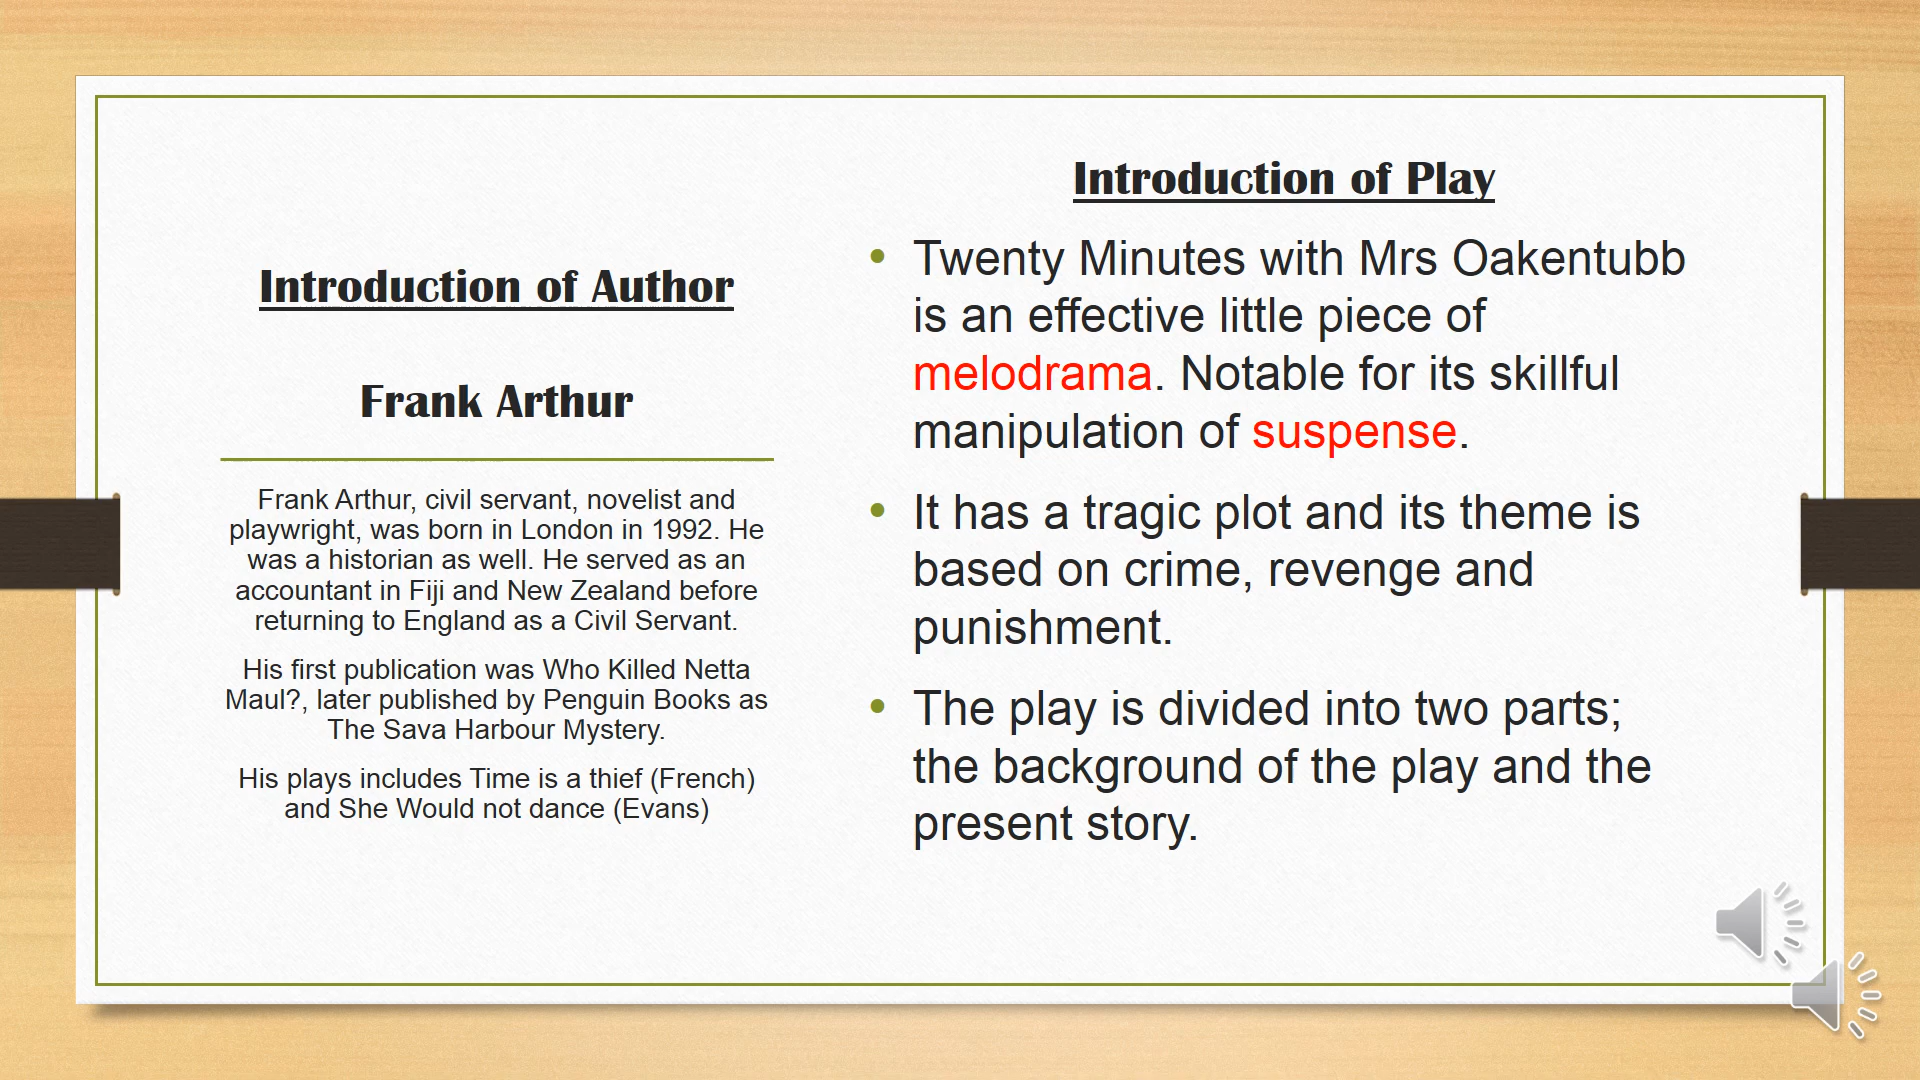 Introduction of Author
Frank Arthur
Frank Arthur, civil servant, novelist and
playwright, was born in London in 1992. He
was a historian as well. He served as an
accountant in Fiji and New Zealand before
returning to England as a Civil Servant.
His first publication was Who Killed Netta
Maul?, later published by Penguin Books as
The Sava Harbour Mystery.
His plays includes Time is a thief (French)
and She Would not dance (Evans)
Introduction of Play
• Twenty Minutes with Mrs Oakentubb
is an effective little piece of
melodrama. Notable for its skillful
manipulation of suspense.
• It has a tragic plot and its theme is
based on crime, revenge and
punishment.
• The play is divided into two parts;
the background of the play and the
present story.